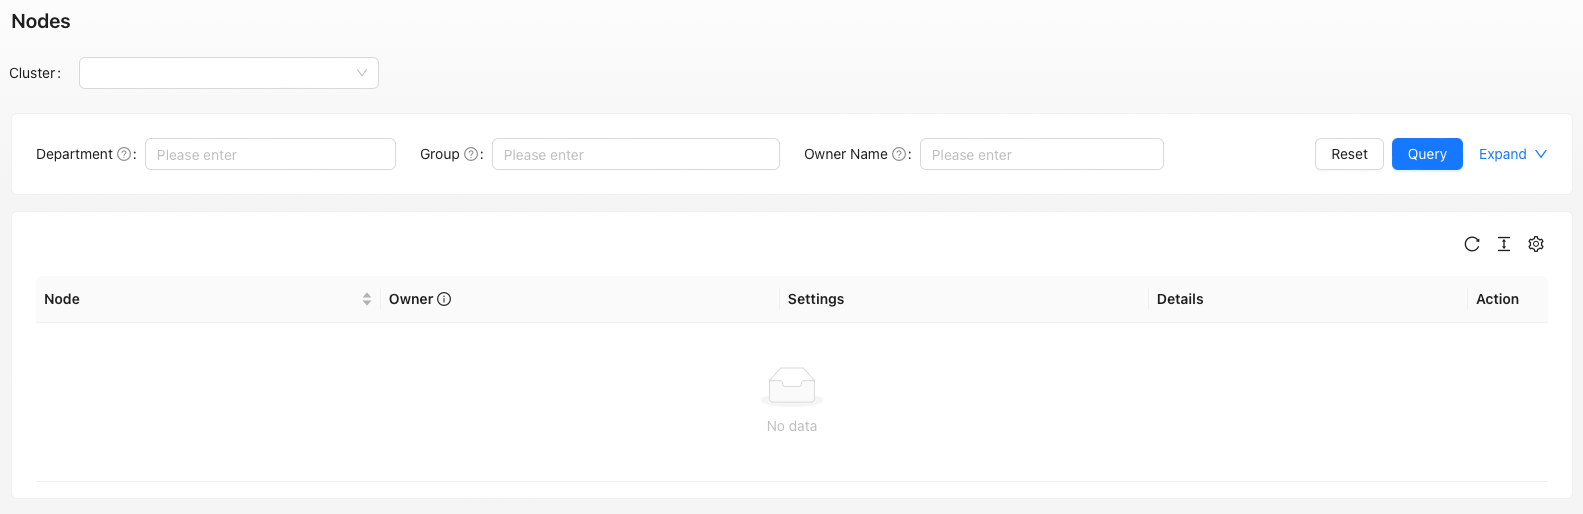 Nodes
Cluster:
Department : Please enter Group : Please enter Owner Name : Please enter Reset Query Expand
Node Owner Settings Details Action
No data